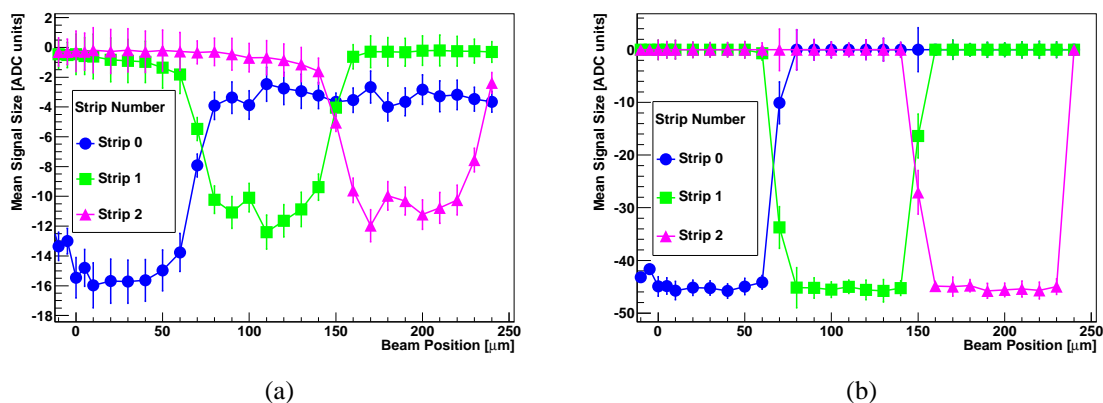 Mean Signal Size [ADC units]
2
0
-2
-4
-6
-8
-10
-12
-14
-16
-18
Strip Number
Strip 0
Strip 1
Strip 2
0 50 100 150 200 250
Beam Position [μm]
(a)
Mean Signal Size [ADC units]
0
-10
-20
-30
-40
-50
Strip Number
Strip 0
Strip 1
Strip 2
0 50 100 150 200 250
Beam Position [μm]
(b)